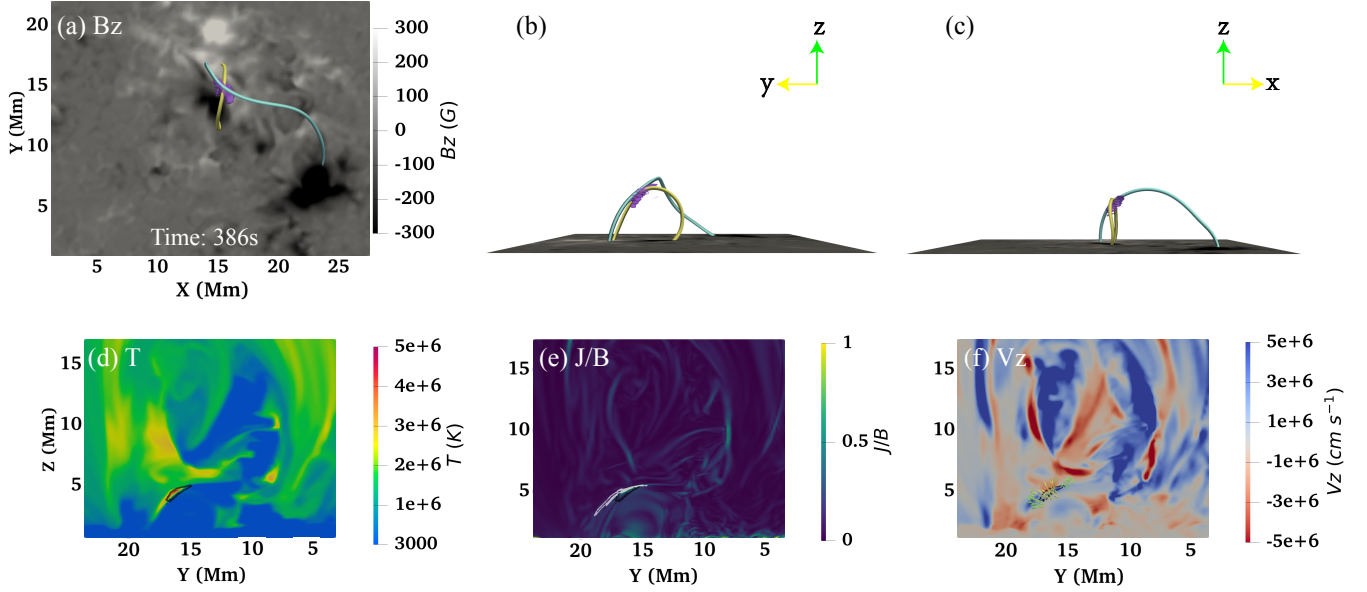 (a) Bz
20
15
10
5
Y (Mm)
Time: 386s
5 10 15 20 25
X (Mm)
300
200
100
0
-100
-200
-300
Bz (G)
(b)
z
y
(c)
z
x
(d) T
15
10
5
Z (Mm)
20 15 10 5
Y (Mm)
5e+6
4e+6
3e+6
2e+6
1e+6
3000
T (K)
(e) J/B
15
10
5
20 15 10 5
Y (Mm)
1
0.5
0
J/B
(f) Vz
15
10
5
20 15 10 5
Y (Mm)
5e+6
3e+6
1e+6
-1e+6
-3e+6
-5e+6
Vz (cm s⁻¹)